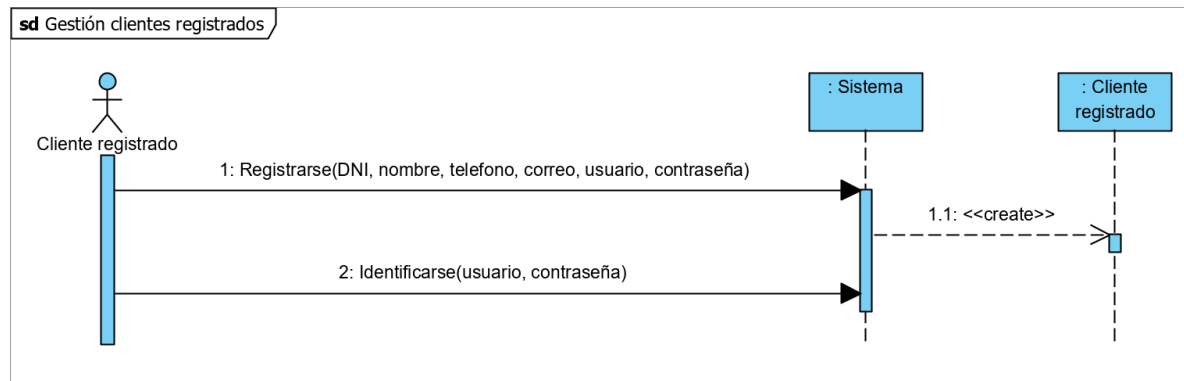 sd Gestión clientes registrados
: Sistema
: Cliente
registrado
Cliente registrado
1: Registrarse(DNI, nombre, telefono, correo, usuario, contraseña)
1.1: <<create>>
2: Identificarse(usuario, contraseña)